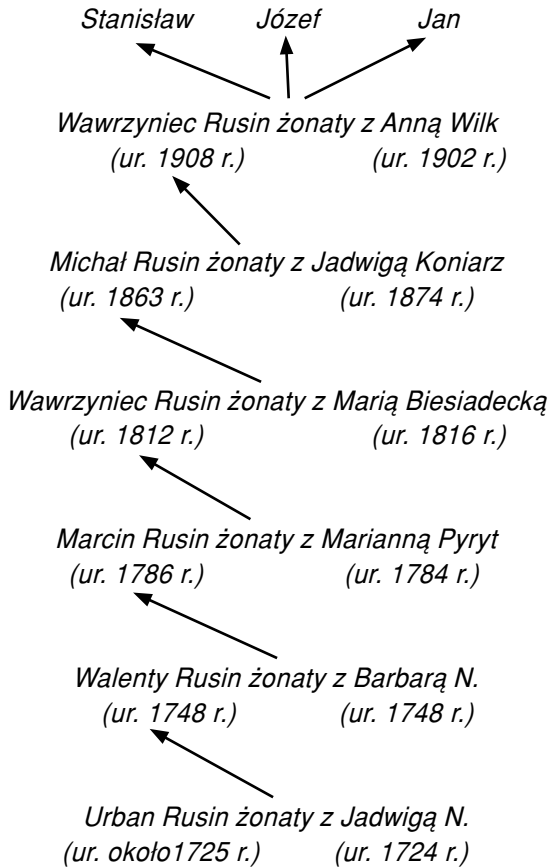 Stanisław Józef Jan
Wawrzyniec Rusin żonaty z Anną Wilk
(ur. 1908 r.) (ur. 1902 r.)
Michał Rusin żonaty z Jadwigą Koniarz
(ur. 1863 r.) (ur. 1874 r.)
Wawrzyniec Rusin żonaty z Marią Biesiadecką
(ur. 1812 r.) (ur. 1816 r.)
Marcin Rusin żonaty z Marianną Pyryt
(ur. 1786 r.) (ur. 1784 r.)
Walenty Rusin żonaty z Barbarą N.
(ur. 1748 r.) (ur. 1748 r.)
Urban Rusin żonaty z Jadwigą N.
(ur. około1725 r.) (ur. 1724 r.)